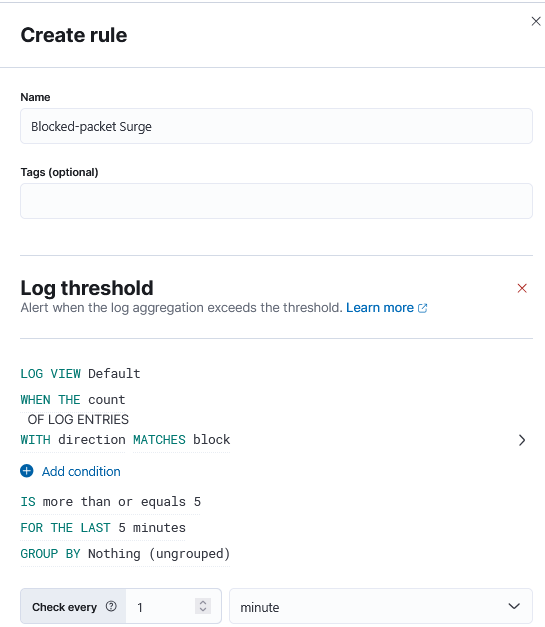 Create rule
Name
Blocked-packet Surge
Tags (optional)
Log threshold
Alert when the log aggregation exceeds the threshold. Learn more
LOG VIEW Default
WHEN THE count
OF LOG ENTRIES
WITH direction MATCHES block
Add condition
IS more than or equals 5
FOR THE LAST 5 minutes
GROUP BY Nothing (ungrouped)
Check every 1 minute